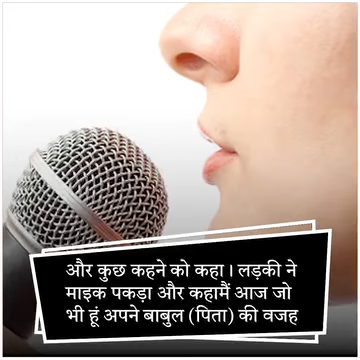 और कुछ कहने को कहा। लड़की ने
माइक पकड़ा और कहामैं आज जो
भी हूं अपने बाबुल (पिता) की वजह